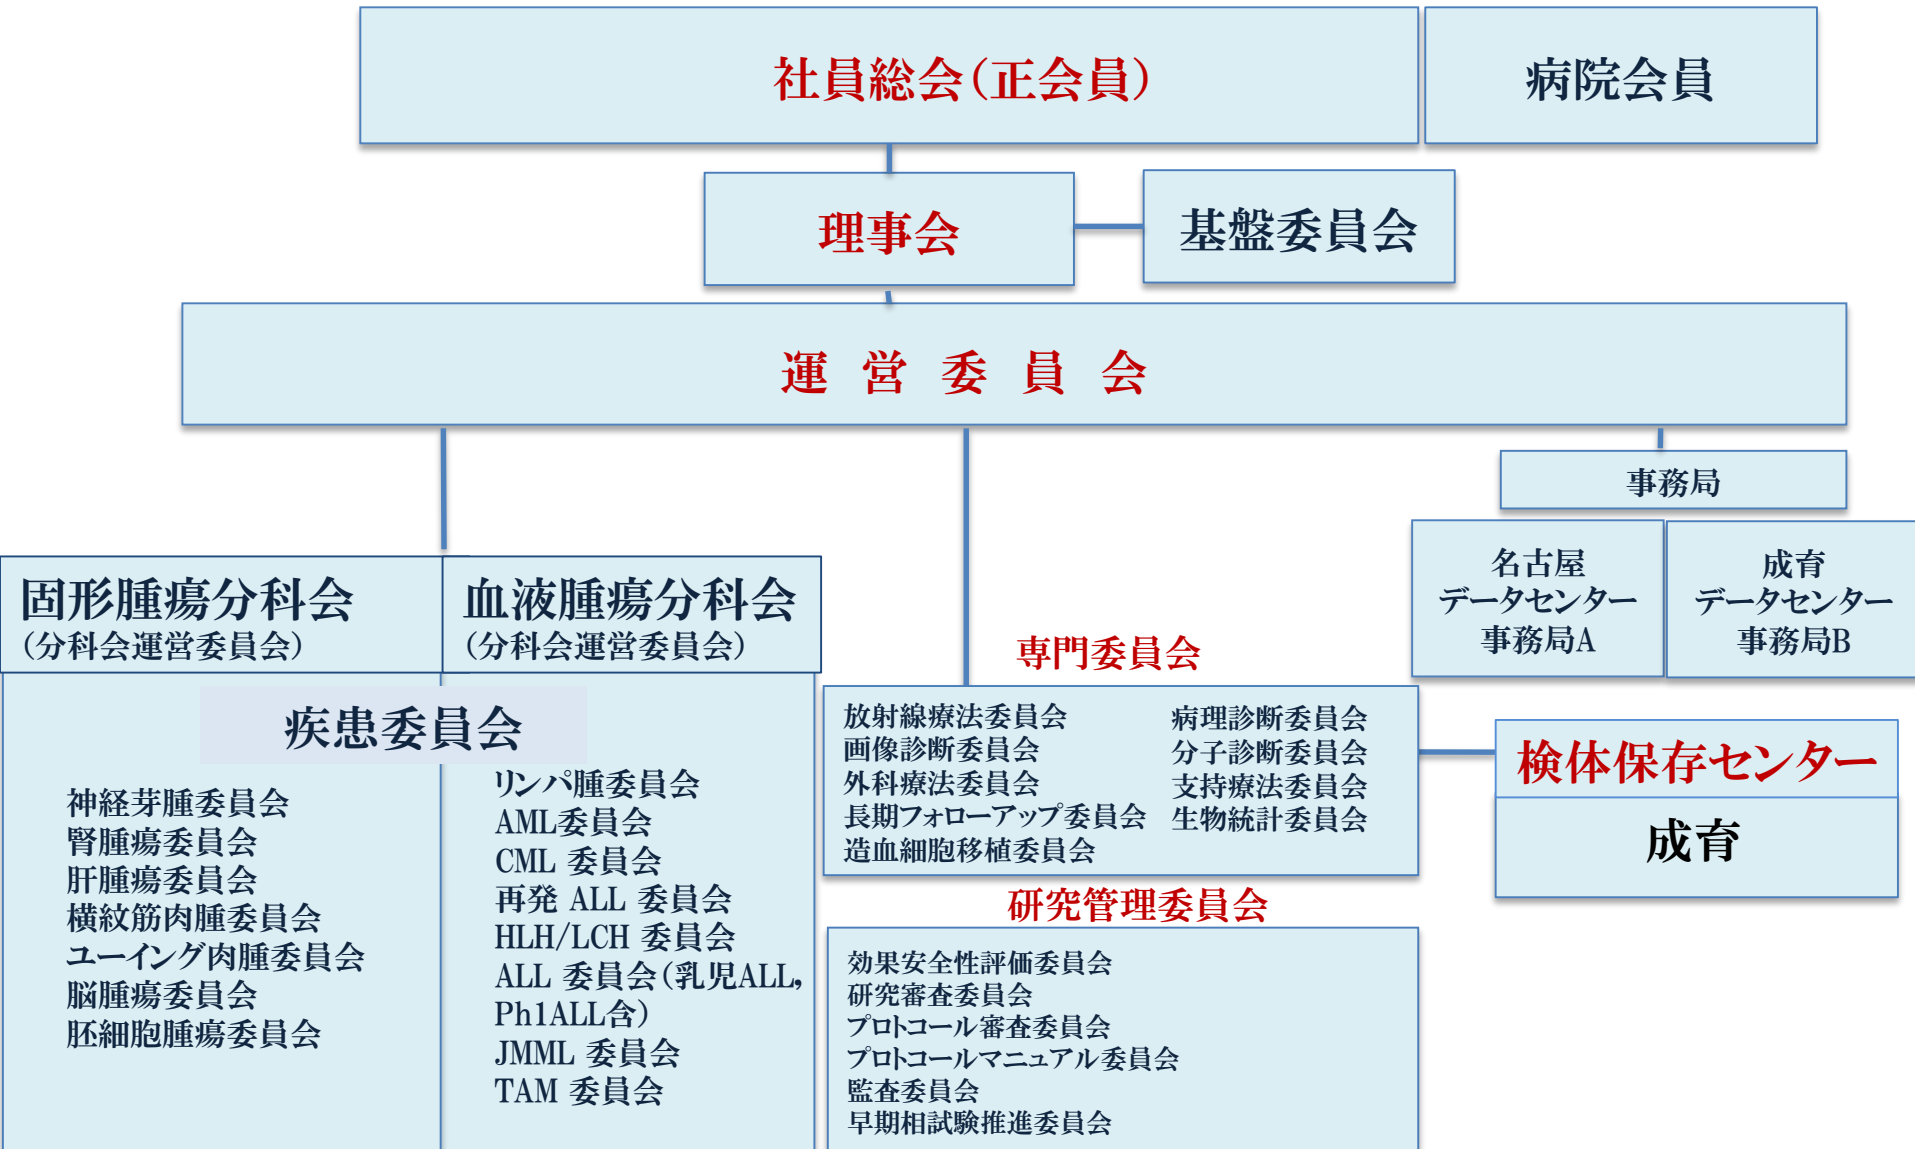 社員総会(正会員)
病院会員
理事会
基盤委員会
運 営 委 員 会
事務局
名古屋
データセンター
事務局A
成育
データセンター
事務局B
固形腫瘍分科会
(分科会運営委員会)
血液腫瘍分科会
(分科会運営委員会)
疾患委員会
神経芽腫委員会
腎腫瘍委員会
肝腫瘍委員会
横紋筋肉腫委員会
ユーイング肉腫委員会
脳腫瘍委員会
胚細胞腫瘍委員会
リンパ腫委員会
AML委員会
CML 委員会
再発 ALL 委員会
HLH/LCH 委員会
ALL 委員会(乳児ALL,
Ph1ALL含)
JMML 委員会
TAM 委員会
専門委員会
放射線療法委員会
画像診断委員会
外科療法委員会
長期フォローアップ委員会
造血細胞移植委員会
病理診断委員会
分子診断委員会
支持療法委員会
生物統計委員会
検体保存センター
成育
研究管理委員会
効果安全性評価委員会
研究審査委員会
プロトコール審査委員会
プロトコールマニュアル委員会
監査委員会
早期相試験推進委員会